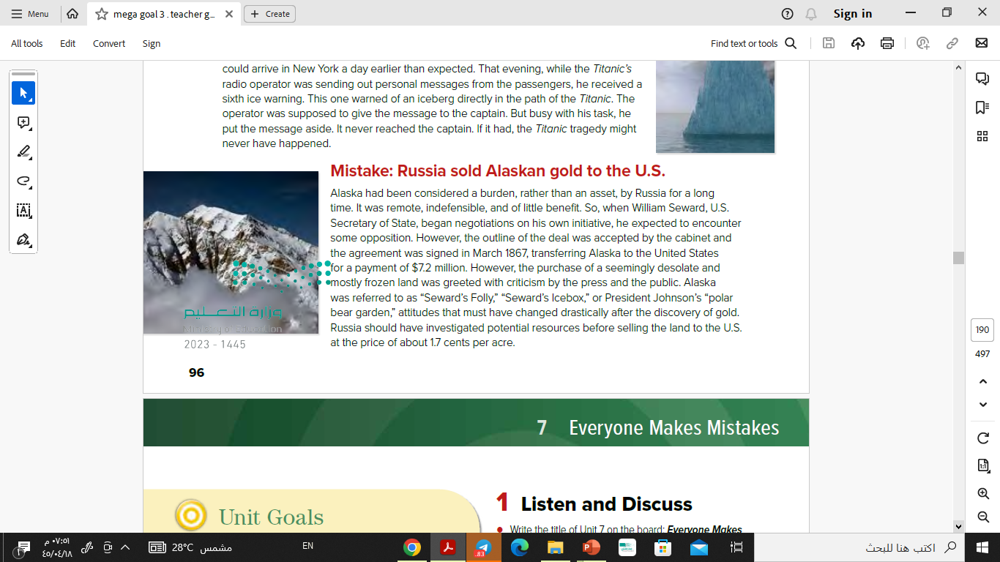 Menu
mega goal 3 . teacher g...
Create
Sign in
All tools
Edit
Convert
Sign
Find text or tools
could arrive in New York a day earlier than expected. That evening, while the Titanic's
radio operator was sending out personal messages from the passengers, he received a
sixth ice warning. This one warned of an iceberg directly in the path of the Titanic. The
operator was supposed to give the message to the captain. But busy with his task, he
put the message aside. It never reached the captain. If it had, the Titanic tragedy might
never have happened.
Mistake: Russia sold Alaskan gold to the U.S.
Alaska had been considered a burden, rather than an asset, by Russia for a long
time. It was remote, indefensible, and of little benefit. So, when William Seward, U.S.
Secretary of State, began negotiations on his own initiative, he expected to encounter
some opposition. However, the outline of the deal was accepted by the cabinet and
the agreement was signed in March 1867, transferring Alaska to the United States
for a payment of $7.2 million. However, the purchase of a seemingly desolate and
mostly frozen land was greeted with criticism by the press and the public. Alaska
was referred to as “Seward's Folly,” “Seward's Icebox,” or President Johnson's “polar
bear garden,” attitudes that must have changed drastically after the discovery of gold.
Russia should have investigated potential resources before selling the land to the U.S.
at the price of about 1.7 cents per acre.
وزارة التعليم
Ministry of Education
2023 - 1445
96
190
497
7 Everyone Makes Mistakes
Unit Goals
1 Listen and Discuss
Write the title of Unit 7 on the board: Everyone Makes
٠٧:٥١ م
٤٥/٠٤/١٨
28°C مشمس
EN
83
اكتب هنا للبحث